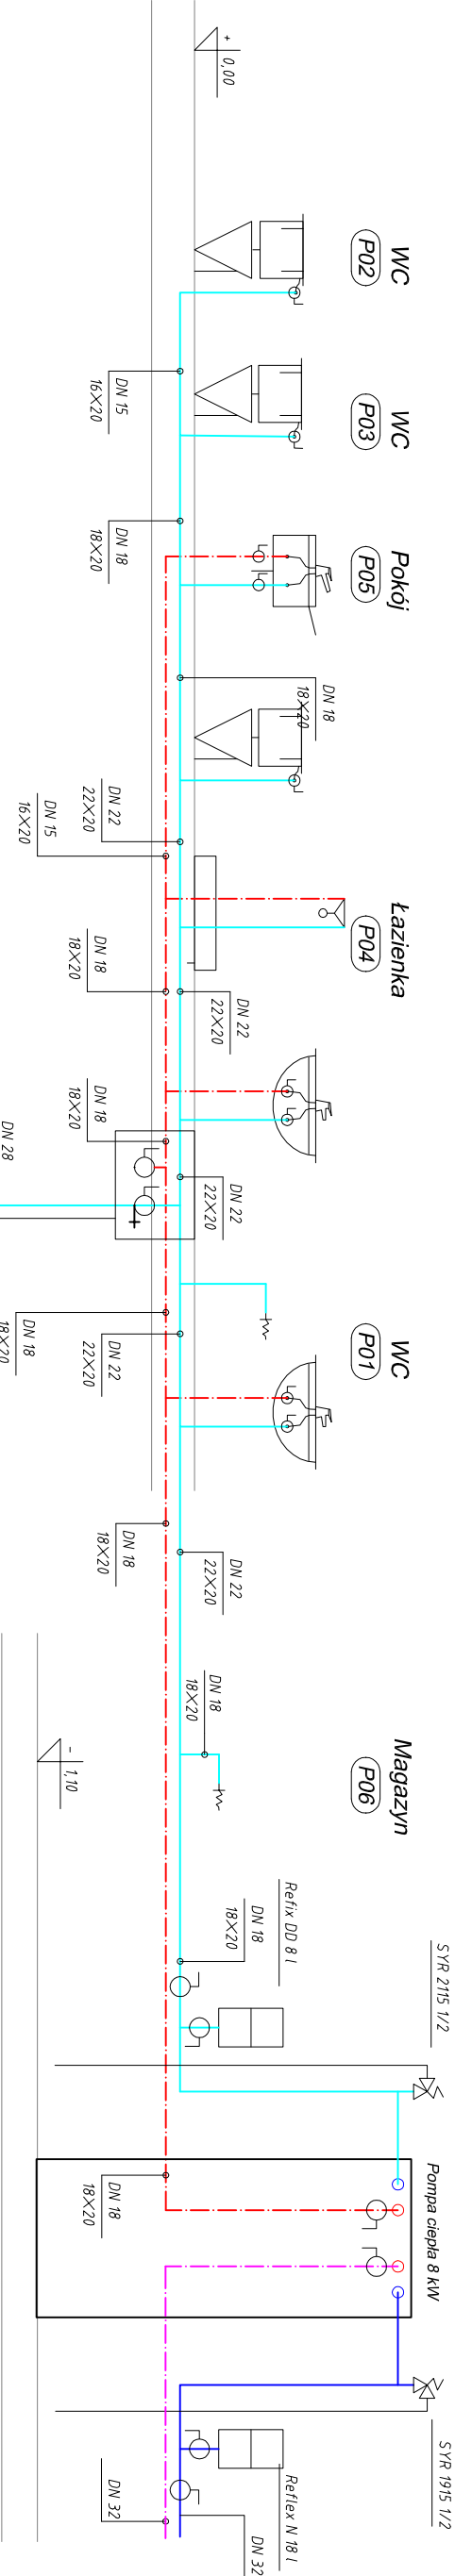 +
0,00
WC
P02
DN 15
16X20
WC
P03
DN 18
18X20
Pokój
P05
DN 18
18X20
DN 22
22X20
DN 15
16X20
Łazienka
P04
DN 18
18X20
DN 22
22X20
DN 18
18X20
DN 28
DN 22
22X20
WC
P01
DN 18
18X20
DN 22
22X20
DN 18
18X20
DN 22
22X20
DN 18
18X20
Magazyn
P06
-
1,10
Refix DD 8 l
DN 18
18X20
SYR 2115 1/2
Pompa ciepła 8 kW
DN 18
18X20
SYR 1915 1/2
Reflex N 18 l
DN 32
DN 32